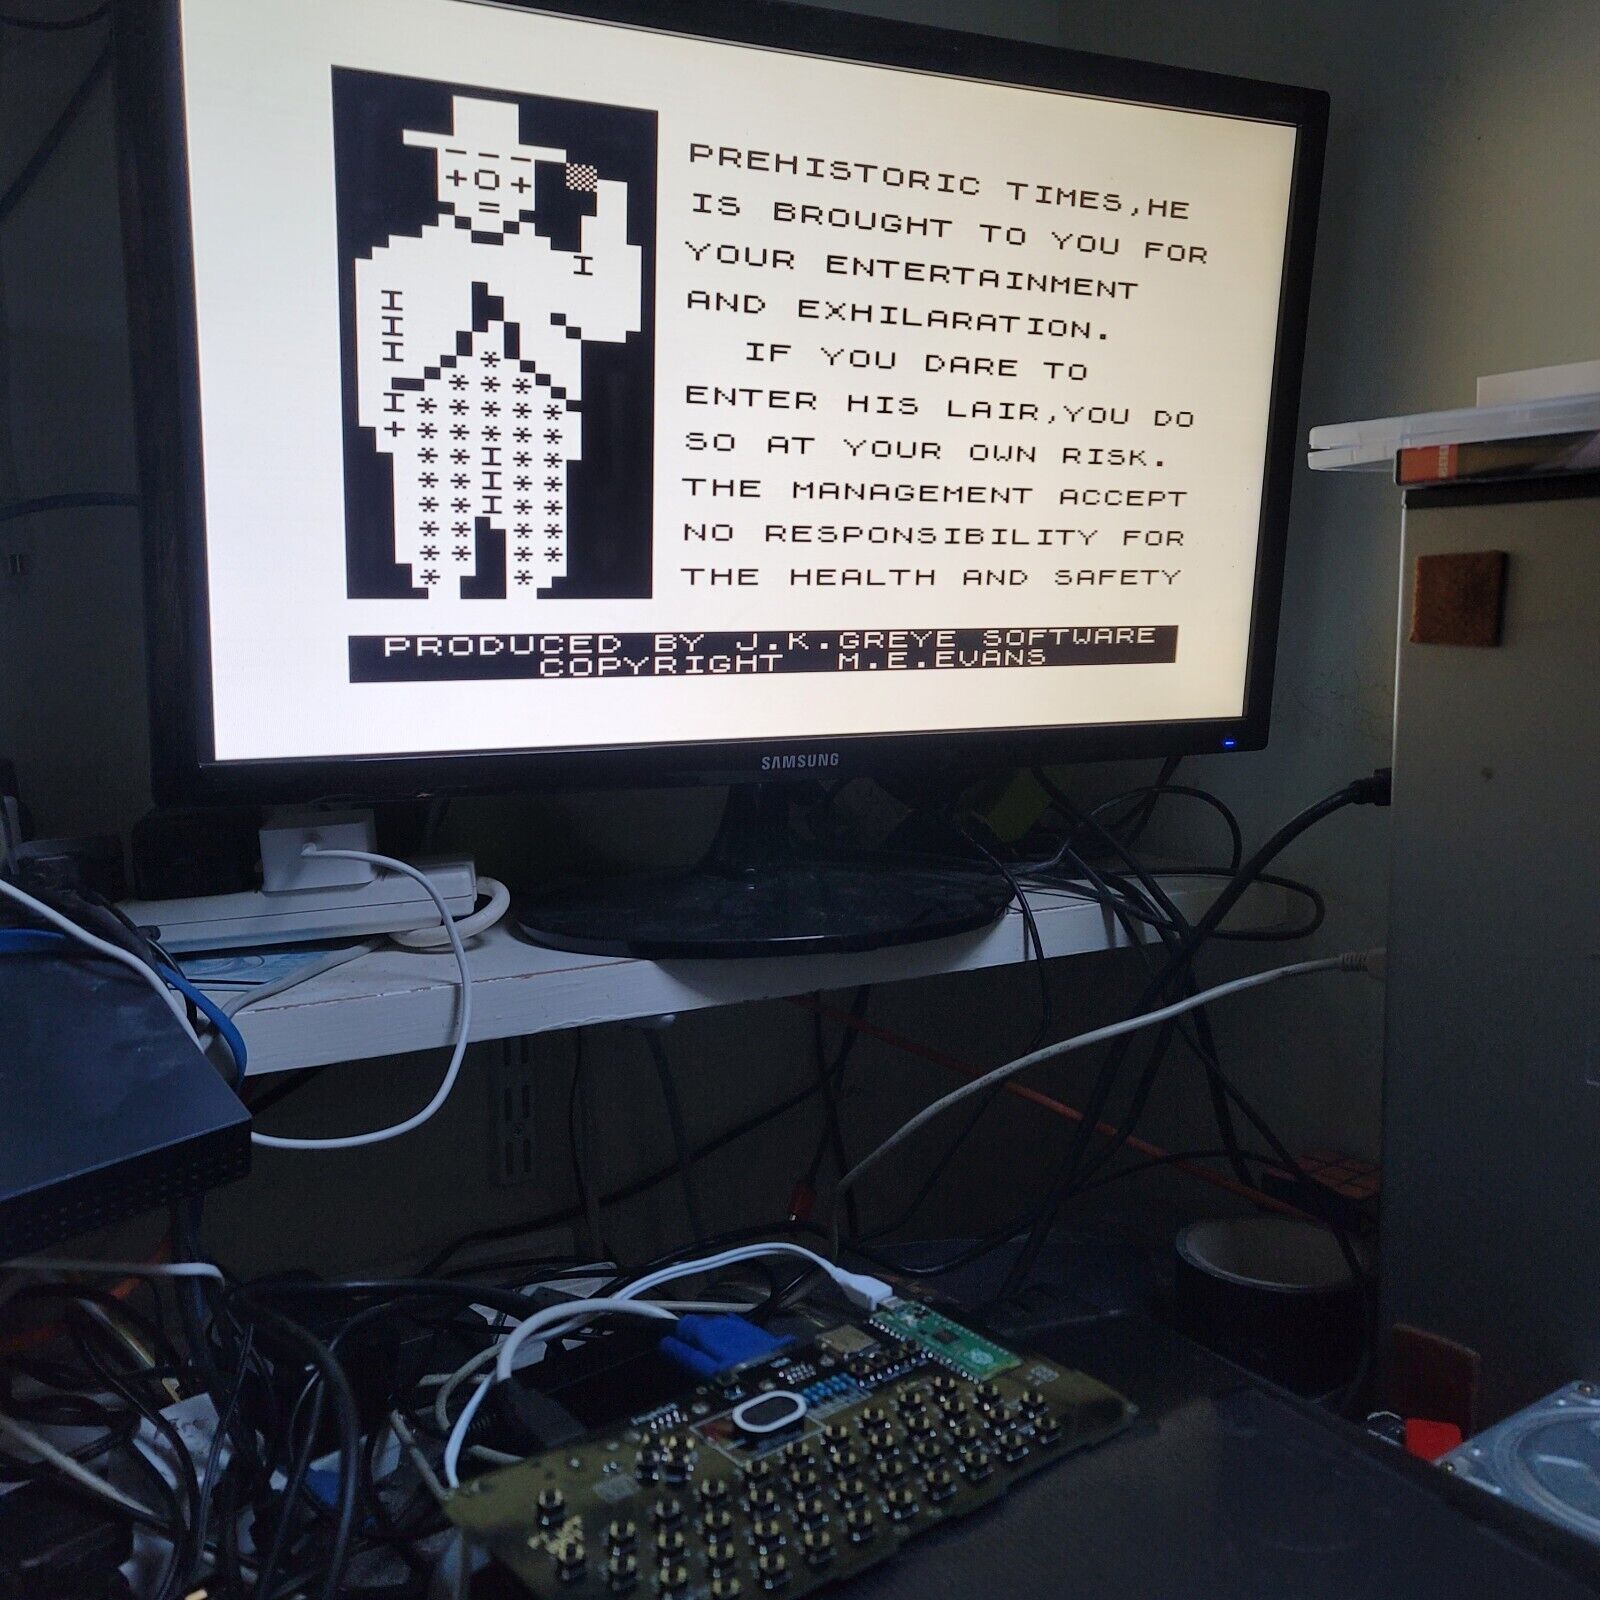 PREHISTORIC TIMES,HE
IS BROUGHT TO YOU FOR
YOUR ENTERTAINMENT
AND EXHILARATION.
IF YOU DARE TO
ENTER HIS LAIR,YOU DO
SO AT YOUR OWN RISK.
THE MANAGEMENT ACCEPT
NO RESPONSIBILITY FOR
THE HEALTH AND SAFETY
PRODUCED BY J.K.GREYE SOFTWARE
COPYRIGHT M.E.EVANS
SAMSUNG